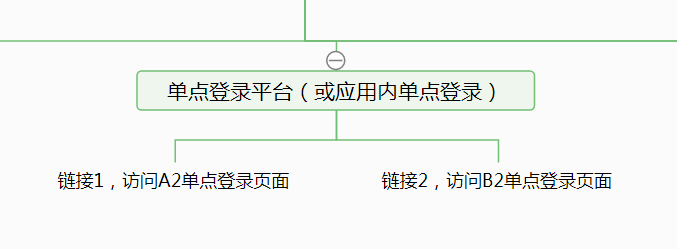 单点登录平台（或应用内单点登录）
链接1，访问A2单点登录页面
链接2，访问B2单点登录页面